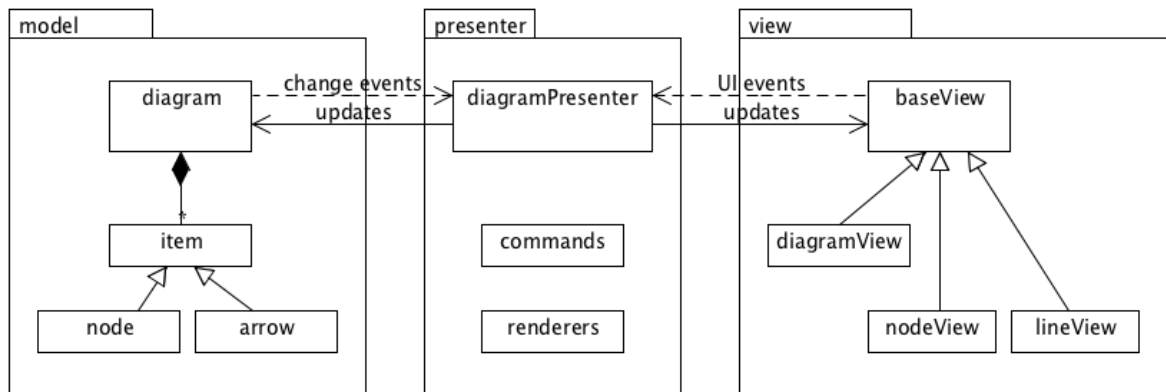 model
presenter
view
diagram
change events
updates
diagramPresenter
UI events
updates
baseView
*
item
commands
diagramView
node
arrow
renderers
nodeView
lineView